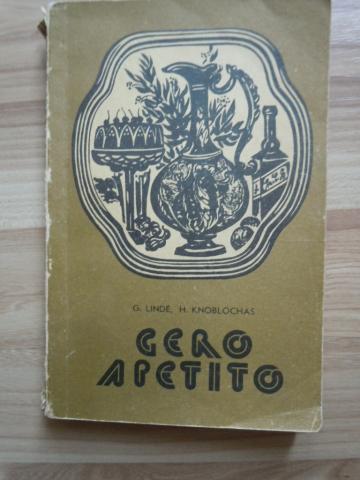 G. LINDE, H. KNOBLOCHAS
GERO
APETITO